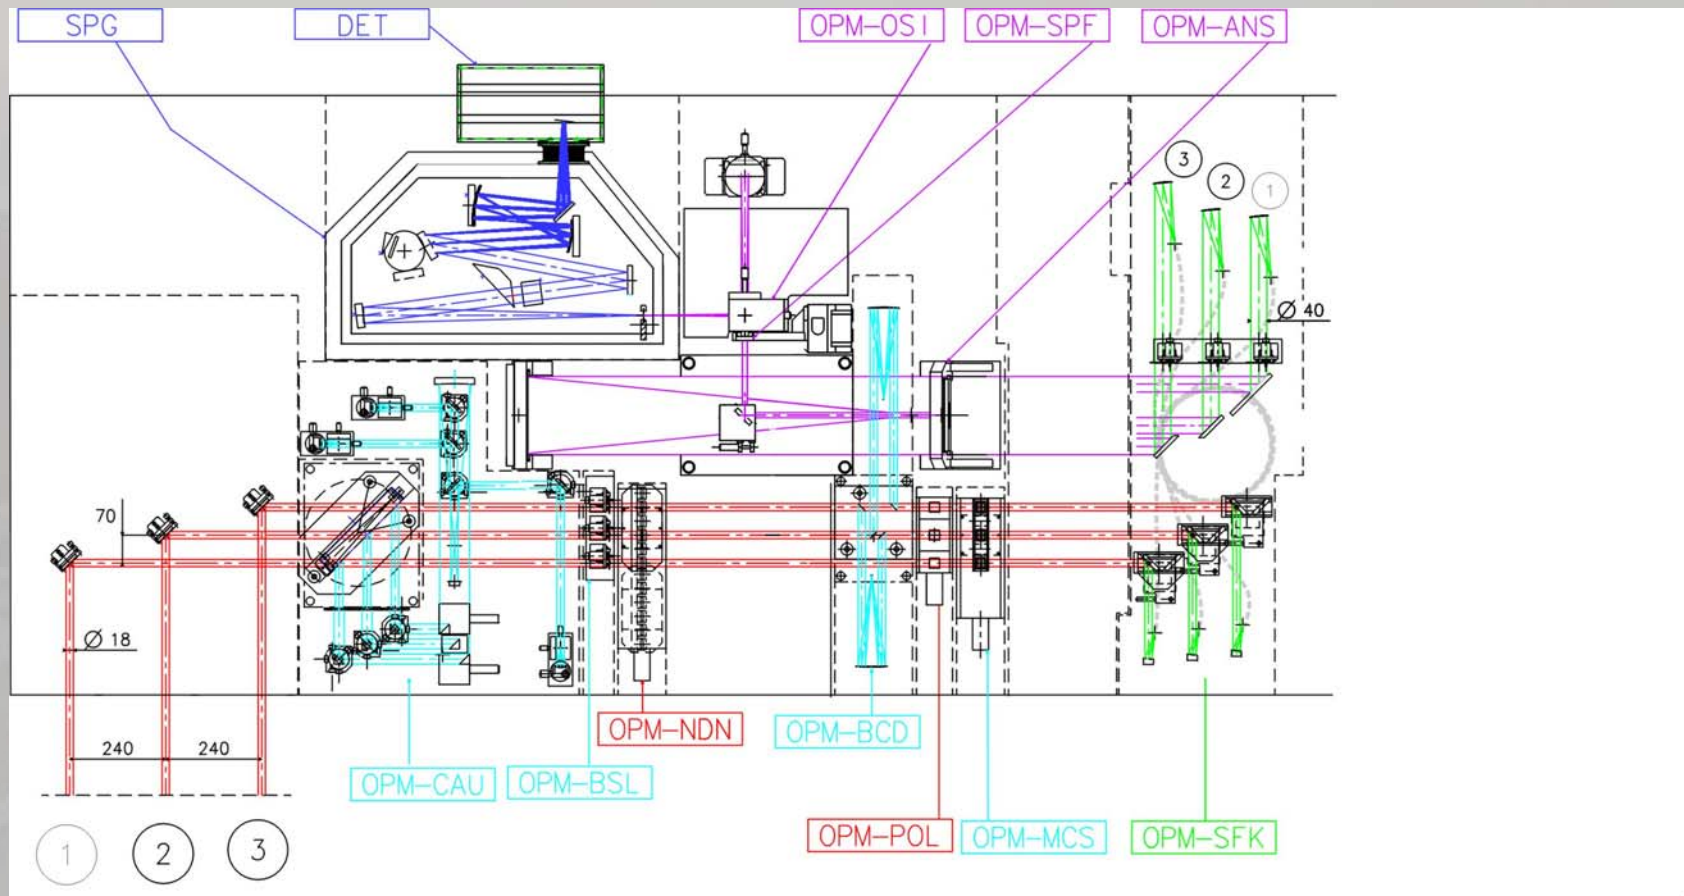 SPG
DET
OPM-OSI
OPM-SPF
OPM-ANS
3
2
1
Ø 40
70
Ø 18
240
240
OPM-NDN
OPM-BCD
OPM-CAU
OPM-BSL
OPM-POL
OPM-MCS
OPM-SFK
1
2
3